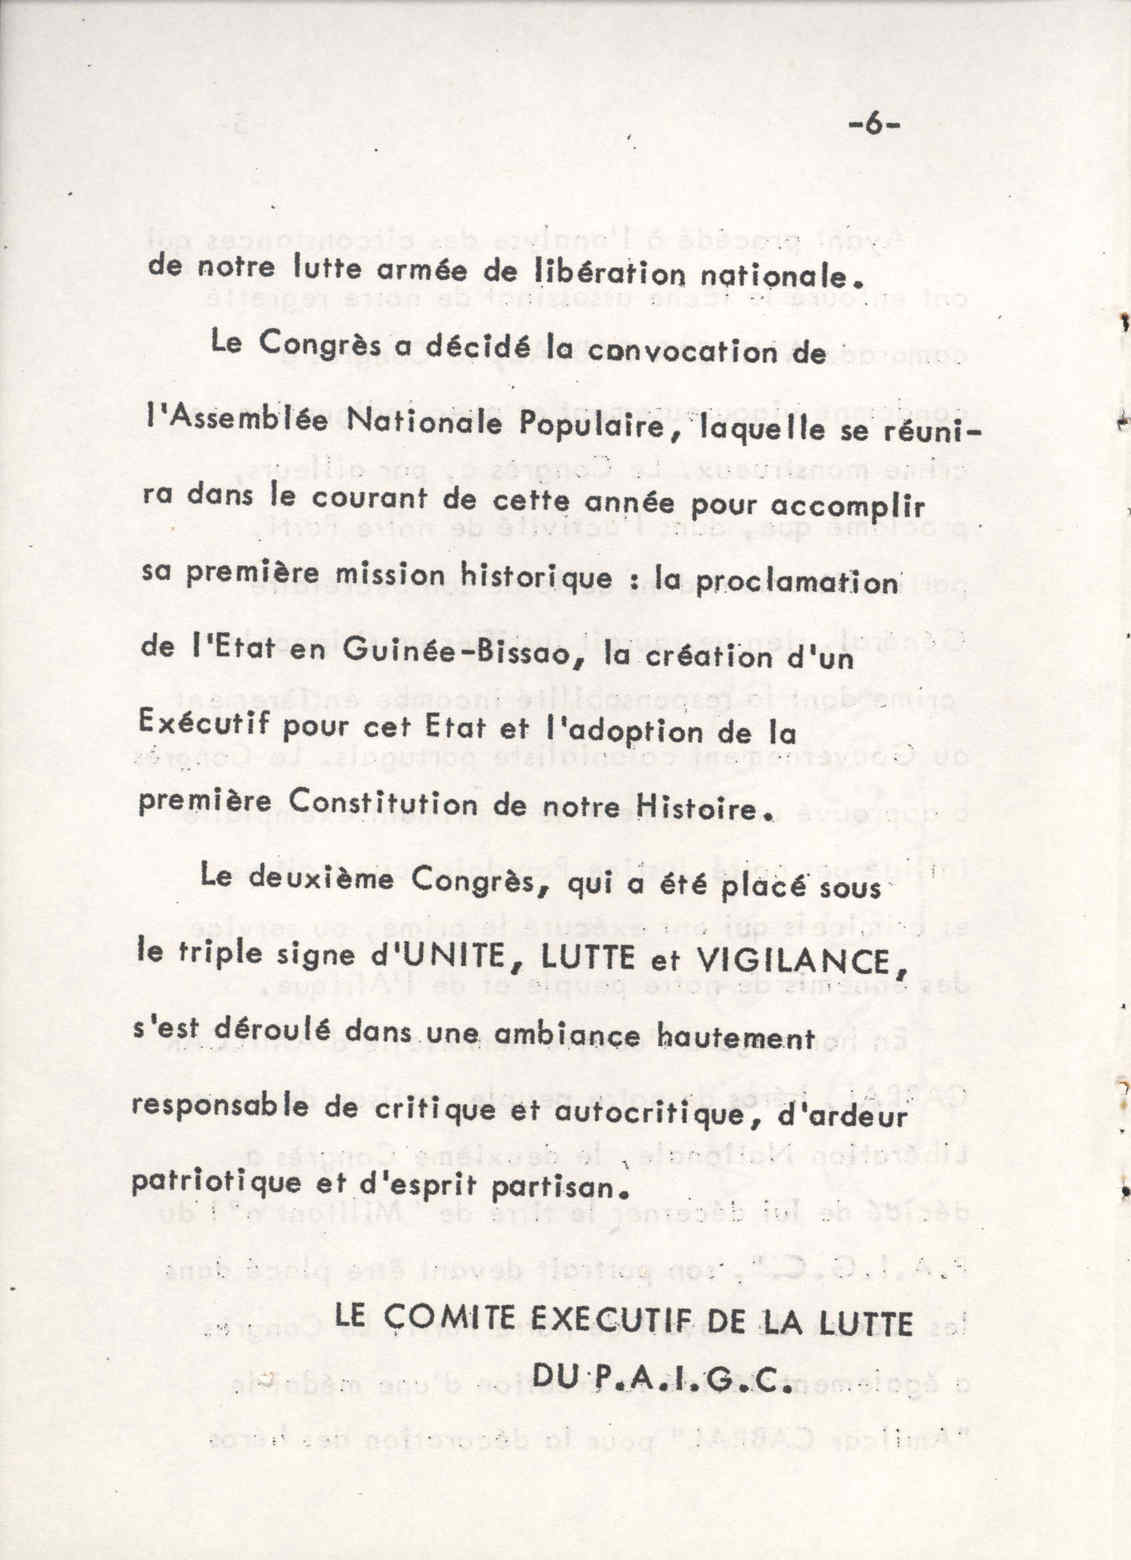 -6-
de notre lutte armée de libération nationale.
Le Congrès a décidé la convocation de
l'Assemblée Nationale Populaire, laquelle se réuni-
ra dans le courant de cette année pour accomplir
sa première mission historique : la proclamation
de l'Etat en Guinée-Bissao, la création d'un
Exécutif pour cet Etat et l'adoption de la
première Constitution de notre Histoire.
Le deuxième Congrès, qui a été placé sous
le triple signe d'UNITE, LUTTE et VIGILANCE,
s'est déroulé dans une ambiance hautement
responsable de critique et autocritique, d'ardeur
patriotique et d'esprit partisan.
LE COMITE EXECUTIF DE LA LUTTE
DU P.A.I.G.C.